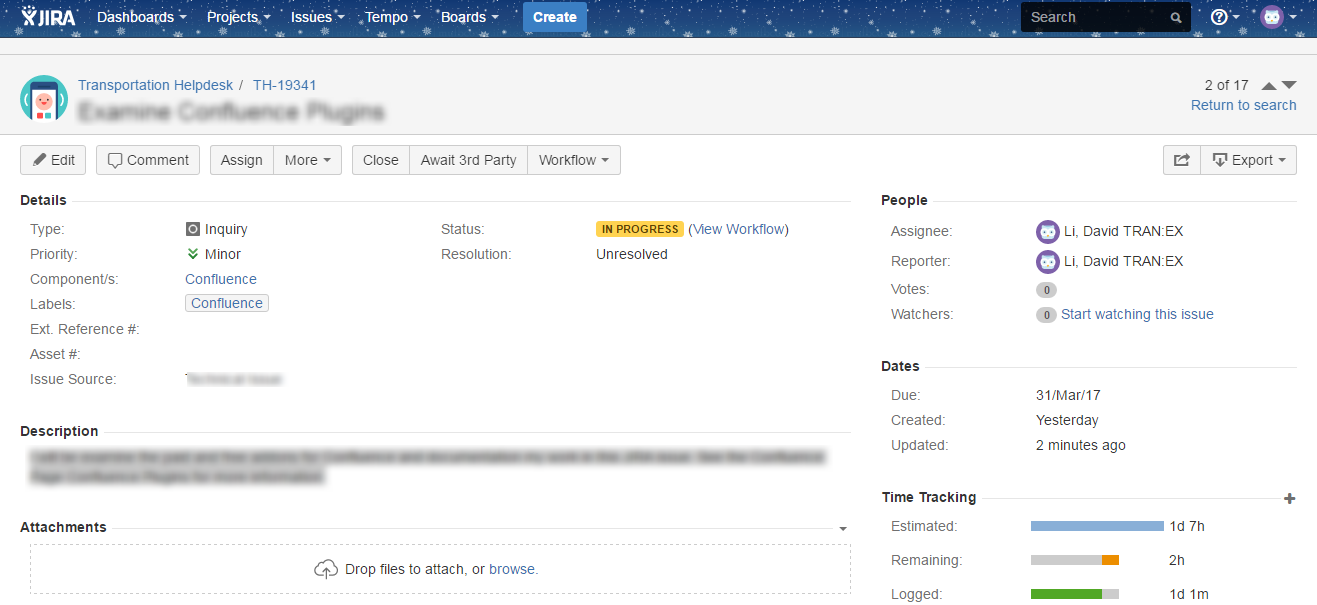 JIRA Dashboards Projects Issues Tempo Boards Create Search
Transportation Helpdesk / TH-19341
2 of 17
Examine Confluence Plugins
Return to search
Edit Comment Assign More Close Await 3rd Party Workflow Export
Details
Type: Inquiry
Status: IN PROGRESS (View Workflow)
Priority: Minor
Resolution: Unresolved
Component/s: Confluence
Labels: Confluence
Ext. Reference #:
Asset #:
Issue Source:
Description
Attachments
Drop files to attach, or browse.
People
Assignee: Li, David TRAN:EX
Reporter: Li, David TRAN:EX
Votes: 0
Watchers: 0 Start watching this issue
Dates
Due: 31/Mar/17
Created: Yesterday
Updated: 2 minutes ago
Time Tracking
Estimated: 1d 7h
Remaining: 2h
Logged: 1d 1m